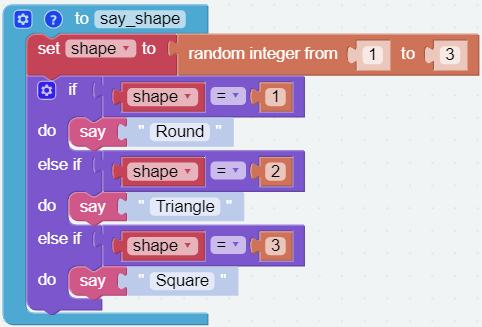 ? to say_shape
set shape to random integer from 1 to 3
if shape = 1
do say " Round "
else if shape = 2
do say " Triangle "
else if shape = 3
do say " Square "